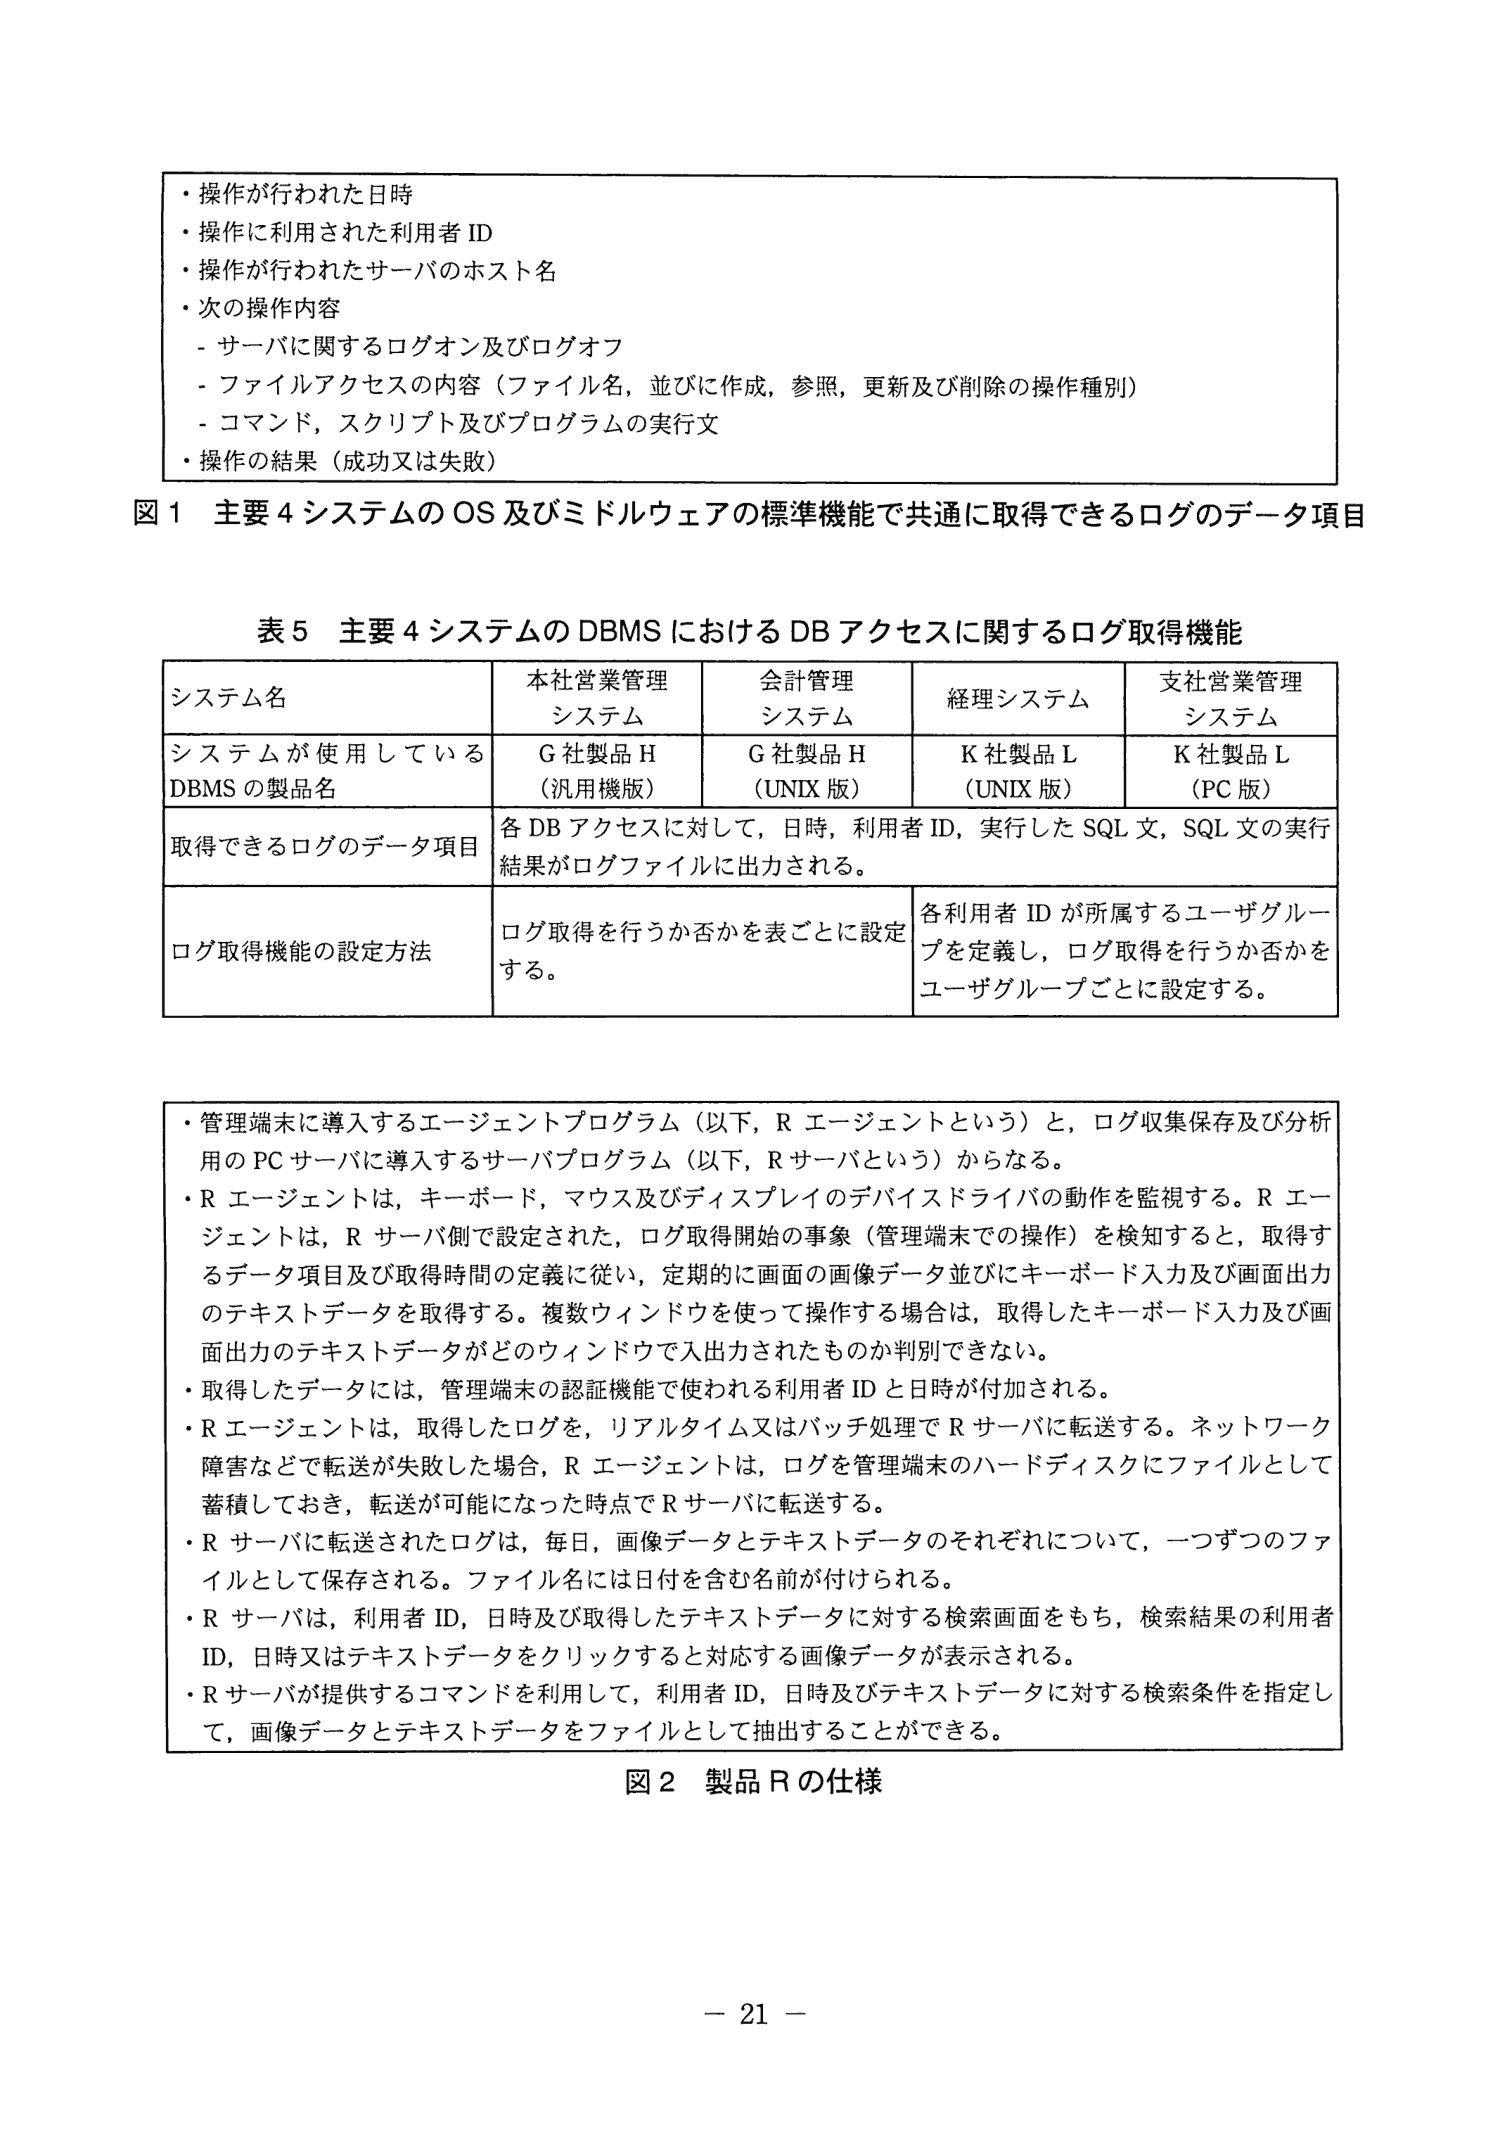 ・操作が行われた日時
・操作に利用された利用者 ID
・操作が行われたサーバのホスト名
・次の操作内容
- サーバに関するログオン及びログオフ
- ファイルアクセスの内容（ファイル名，並びに作成，参照，更新及び削除の操作種別）
- コマンド，スクリプト及びプログラムの実行文
・操作の結果（成功又は失敗）
図1 主要4システムのOS及びミドルウェアの標準機能で共通に取得できるログのデータ項目
表5 主要4システムのDBMSにおけるDBアクセスに関するログ取得機能
システム名
本社営業管理
システム
会計管理
システム
経理システム
支社営業管理
システム
システムが使用している
DBMS の製品名
G 社製品 H
（汎用機版）
G 社製品 H
（UNIX 版）
K 社製品 L
（UNIX 版）
K 社製品 L
（PC 版）
取得できるログのデータ項目
各 DB アクセスに対して，日時，利用者 ID，実行した SQL 文，SQL 文の実行
結果がログファイルに出力される。
ログ取得機能の設定方法
ログ取得を行うか否かを表ごとに設定
する。
各利用者 ID が所属するユーザグルー
プを定義し，ログ取得を行うか否かを
ユーザグループごとに設定する。
・管理端末に導入するエージェントプログラム（以下，R エージェントという）と，ログ収集保存及び分析
用の PC サーバに導入するサーバプログラム（以下，R サーバという）からなる。
・R エージェントは，キーボード，マウス及びディスプレイのデバイスドライバの動作を監視する。R エー
ジェントは，R サーバ側で設定された，ログ取得開始の事象（管理端末での操作）を検知すると，取得す
るデータ項目及び取得時間の定義に従い，定期的に画面の画像データ並びにキーボード入力及び画面出力
のテキストデータを取得する。複数ウィンドウを使って操作する場合は，取得したキーボード入力及び画
面出力のテキストデータがどのウィンドウで入出力されたものか判別できない。
・取得したデータには，管理端末の認証機能で使われる利用者 ID と日時が付加される。
・R エージェントは，取得したログを，リアルタイム又はバッチ処理で R サーバに転送する。ネットワーク
障害などで転送が失敗した場合，R エージェントは，ログを管理端末のハードディスクにファイルとして
蓄積しておき，転送が可能になった時点で R サーバに転送する。
・R サーバに転送されたログは，毎日，画像データとテキストデータのそれぞれについて，一つずつのファ
イルとして保存される。ファイル名には日付を含む名前が付けられる。
・R サーバは，利用者 ID，日時及び取得したテキストデータに対する検索画面をもち，検索結果の利用者
ID，日時又はテキストデータをクリックすると対応する画像データが表示される。
・R サーバが提供するコマンドを利用して，利用者 ID，日時及びテキストデータに対する検索条件を指定し
て，画像データとテキストデータをファイルとして抽出することができる。
図2 製品Rの仕様
－ 21 －